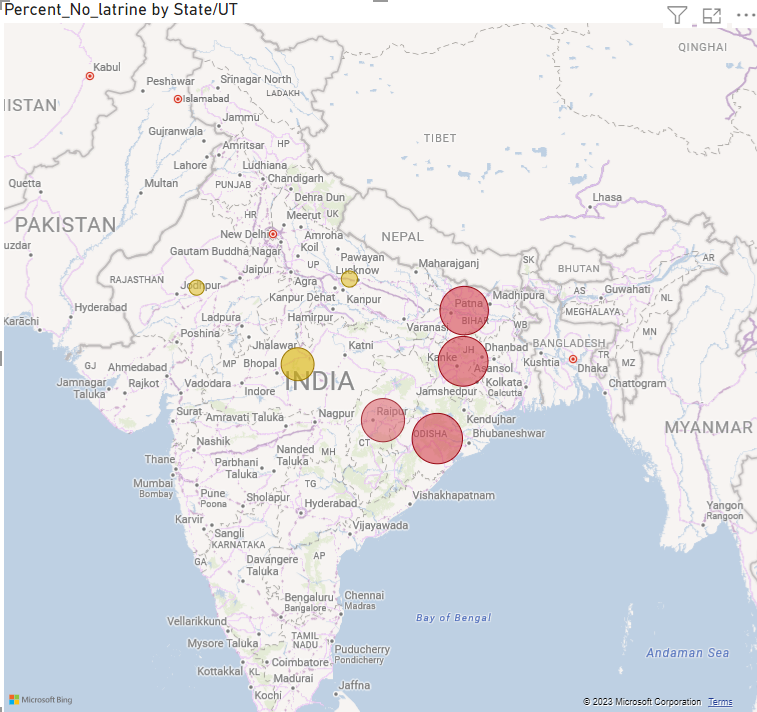 Percent_No_latrine by State/UT
QINGHAI
Kabul
Peshawar
Srinagar North
Islamabad
LADAKH
ISTAN
Jammu
Gujranwala
TIBET
Amritsar
HP
Lahore
Ludhiana
Quetta
Multan
PUNJAB
Chandigarh
Dehra Dun
Lhasa
PAKISTAN
HR
Meerut
UK
New Delhi
Amroha
NEPAL
uzdar
Gautam Buddha Nagar
Koil
Pawayan
SK
AR
RAJASTHAN
Jodhpur
Jaipur
UP
Lucknow
Maharajganj
BHUTAN
Agra
AS
Guwahati
NL
Hyderabad
Kanpur Dehat
Kanpur
Patna
Madhipura
MEGHALAYA
Karachi
Ladpura
Hamirpur
Varanasi
BIHAR
WB
MN
Poshina
Jhalawar
Katni
JH
Dhanbad
BANGLADESH
GJ
Ahmedabad
MP
Bhopal
Kanke
Asansol
Kushtia
TR
MZ
Dhaka
Jamnagar
Taluka
Rajkot
Vadodara
Indore
INDIA
Kolkata
Calcutta
Chattogram
Jamshedpur
Surat
Amravati Taluka
Nagpur
Raipur
Kendujhar
MYANMAR
Nashik
CT
ODISHA
Bhubaneshwar
Thane
Parbhani
Taluka
Nanded
Taluka
MH
Mumbai
Bombay
Pune
Poona
Sholapur
TG
Hyderabad
Vishakhapatnam
Yangon
Rangoon
Karvir
Sangli
Vijayawada
KARNATAKA
GA
Davangere
Taluka
AP
Bengaluru
Bangalore
Chennai
Madras
Bay of Bengal
Vellarikkund
Mysore Taluka
TAMIL
NADU
Puducherry
Pondicherry
Andaman Sea
Kottakkal
KL
Coimbatore
Madurai
Kochi
Jaffna
Microsoft Bing
© 2023 Microsoft Corporation Terms